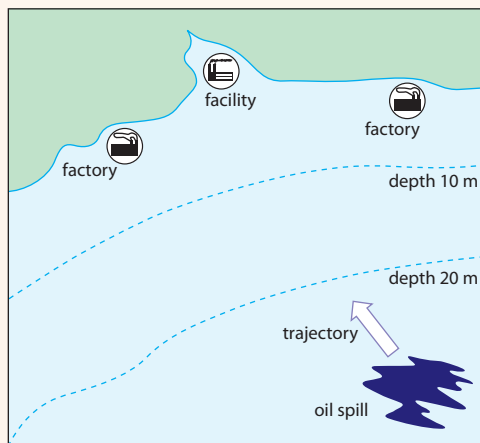 facility
factory
factory
depth 10 m
depth 20 m
trajectory
oil spill